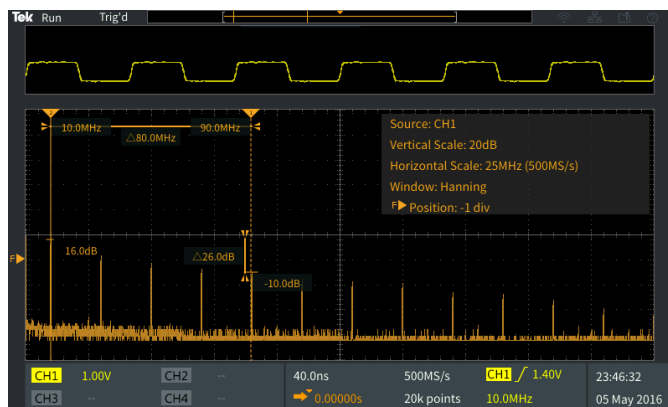 Tek Run Trig'd
10.0MHz 90.0MHz
△80.0MHz
Source: CH1
Vertical Scale: 20dB
Horizontal Scale: 25MHz (500MS/s)
Window: Hanning
F Position: -1 div
16.0dB
△26.0dB
-10.0dB
F
CH1 1.00V CH2 -- 40.0ns 500MS/s CH1 1.40V 23:46:32
CH3 -- CH4 -- 0.00000s 20k points 10.0MHz 05 May 2016